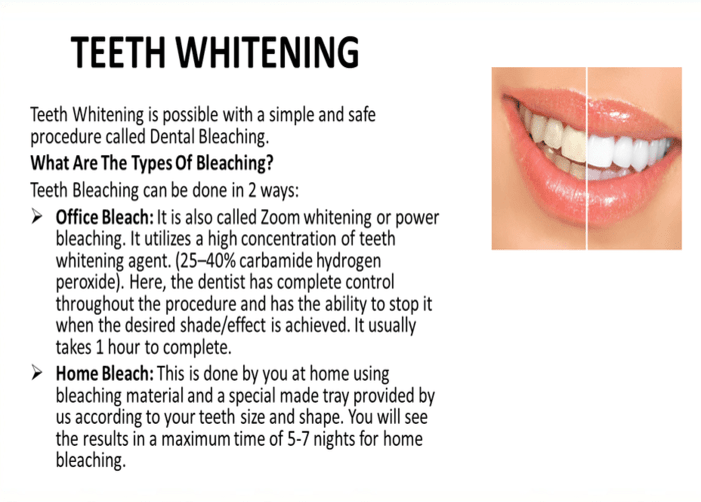 TEETH WHITENING
Teeth Whitening is possible with a simple and safe
procedure called Dental Bleaching.
What Are The Types Of Bleaching?
Teeth Bleaching can be done in 2 ways:
➢ Office Bleach: It is also called Zoom whitening or power
bleaching. It utilizes a high concentration of teeth
whitening agent. (25–40% carbamide hydrogen
peroxide). Here, the dentist has complete control
throughout the procedure and has the ability to stop it
when the desired shade/effect is achieved. It usually
takes 1 hour to complete.
➢ Home Bleach: This is done by you at home using
bleaching material and a special made tray provided by
us according to your teeth size and shape. You will see
the results in a maximum time of 5-7 nights for home
bleaching.